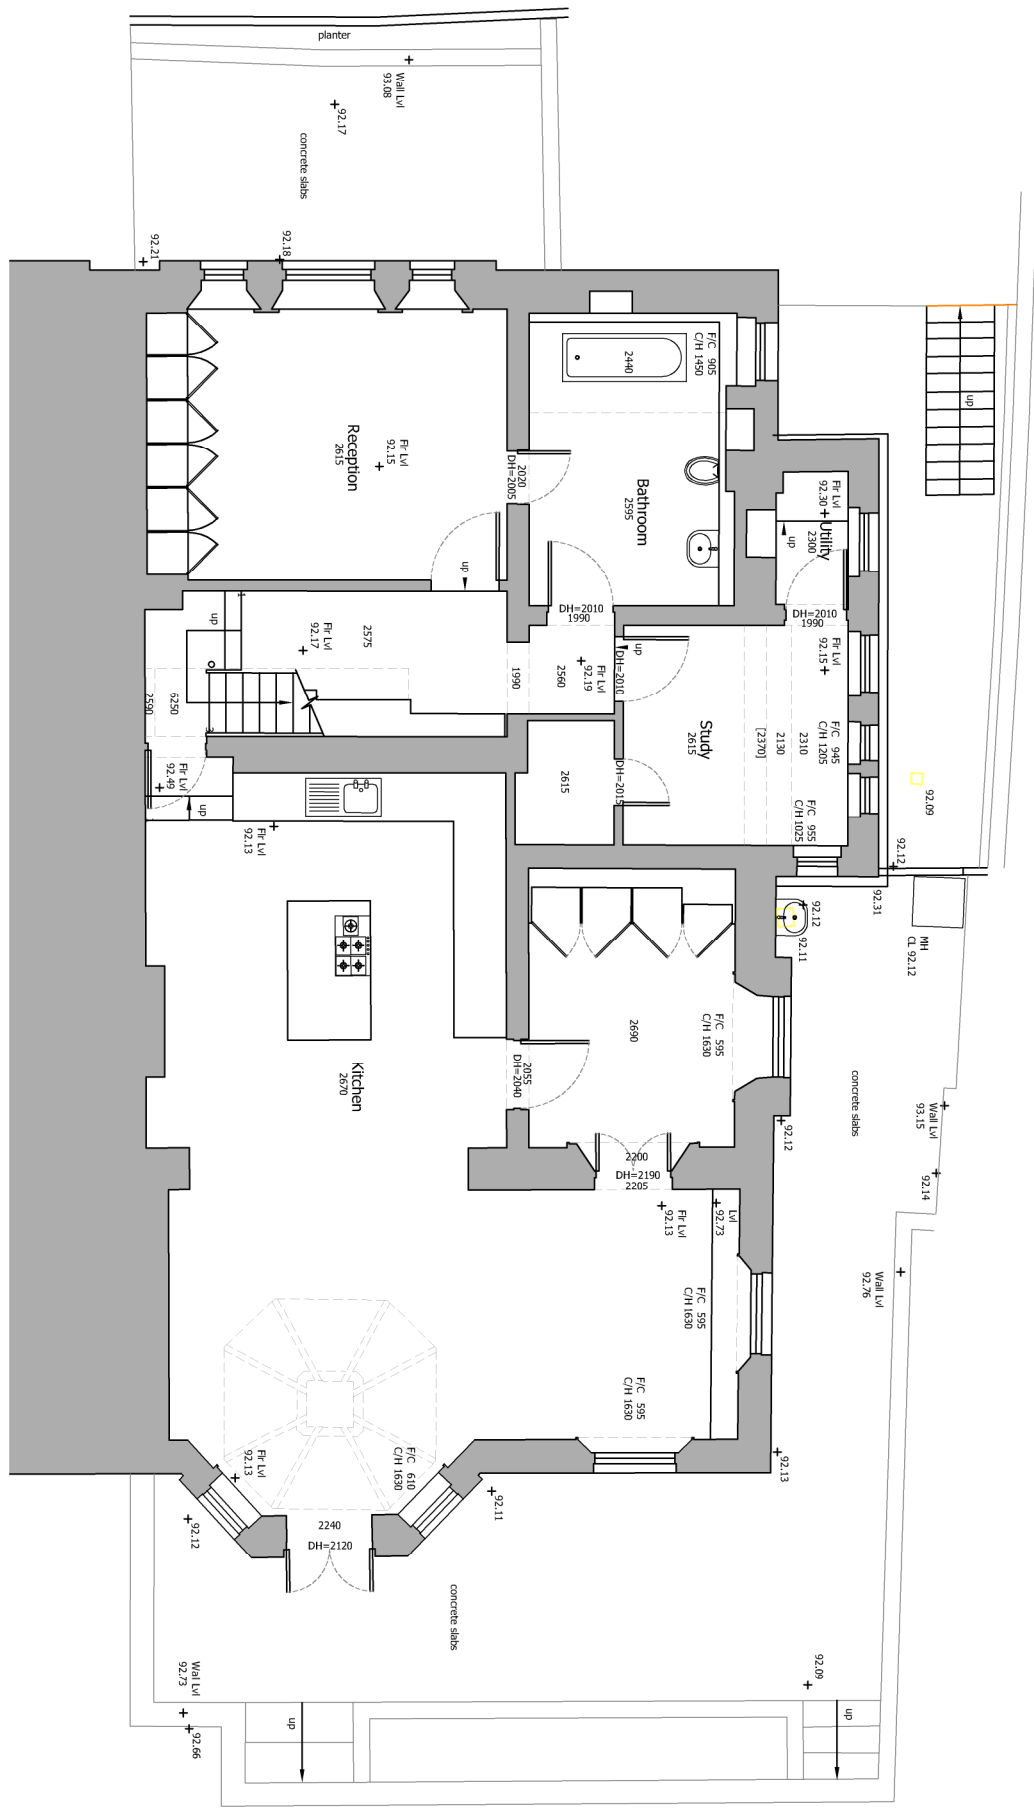 planter
Wall Lvl
93.08
92.17
concrete slabs
92.21
92.18
up
F/C 905
C/H 1450
2440
Reception
2615
Flr Lvl
92.15
2020
DH=2005
Bathroom
2595
Flr Lvl
92.30
Utility
2300
up
up
DH=2010
1990
DH=2010
1990
1
up
Flr Lvl
92.17
2575
1990
2560
Flr Lvl
92.19
up
DH=2010
Flr Lvl
92.15
Study
2615
[2370]
2130
2310
F/C 945
C/H 1205
F/C 955
C/H 1025
2590
6250
Flr Lvl
92.49
up
2615
DH=2015
92.09
92.12
92.31
Flr Lvl
92.13
92.12
92.11
MH
CL 92.12
2690
F/C 595
C/H 1630
Kitchen
2670
2055
DH=2040
concrete slabs
Wall Lvl
93.15
92.12
92.14
2200
DH=2190
2205
Flr Lvl
92.13
Lvl
92.73
Wall Lvl
92.76
F/C 595
C/H 1630
F/C 595
C/H 1630
Flr Lvl
92.13
F/C 610
C/H 1630
92.13
92.11
92.12
2240
DH=2120
concrete slabs
Wal Lvl
92.73
92.66
92.09
up
up